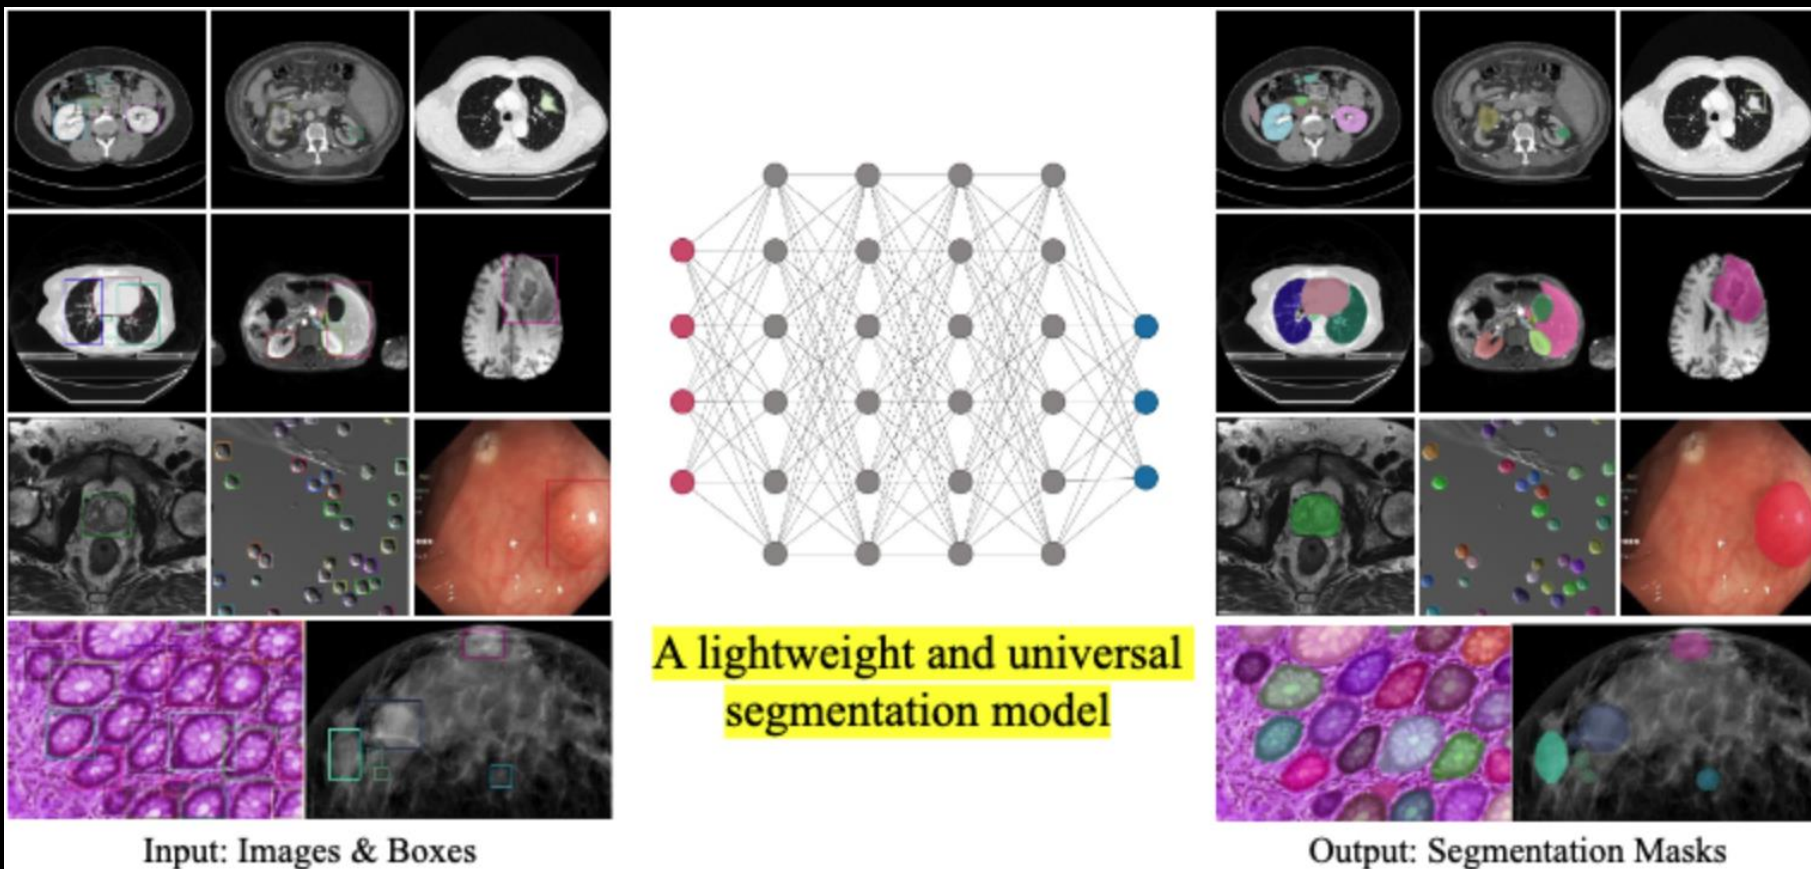 A lightweight and universal
segmentation model
Input: Images & Boxes
Output: Segmentation Masks